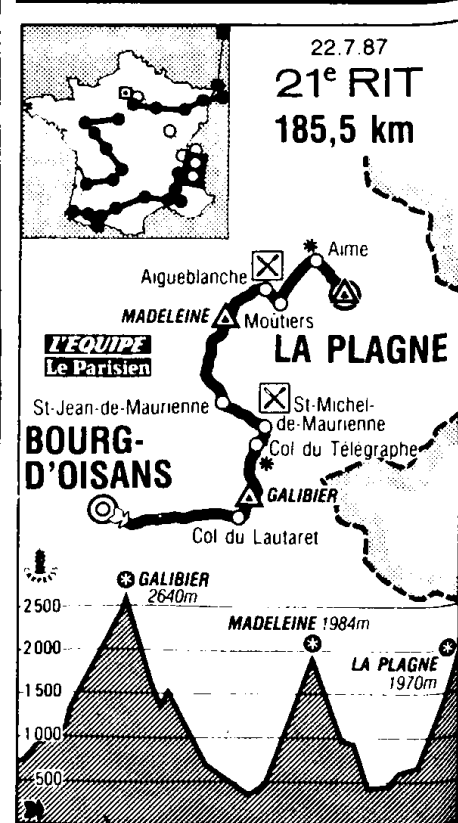 22.7.87
21e RIT
185,5 km
Aime
Aigueblanche
MADELEINE
Moûtiers
L'EQUIPE
Le Parisien
LA PLAGNE
St-Jean-de-Maurienne
St-Michel-
de-Maurienne
BOURG-
D'OISANS
Col du Télégraphe
GALIBIER
Col du Lautaret
GALIBIER
2640m
2500
MADELEINE 1984m
2000
LA PLAGNE
1970m
1500
1000
500